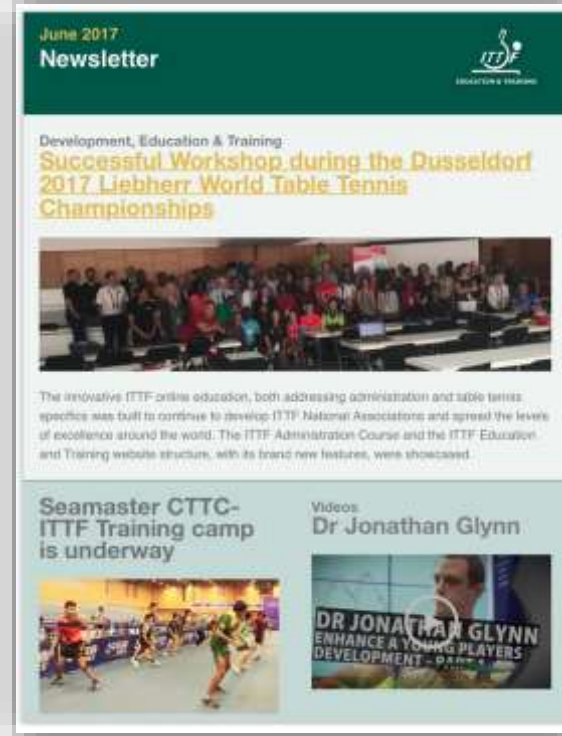 June 2017
Newsletter
ITTF
EDUCATION & TRAINING
Development, Education & Training
Successful Workshop during the Dusseldorf
2017 Liebherr World Table Tennis
Championships
The innovative ITTF online education, both addressing administration and table tennis
specifics was built to continue to develop ITTF National Associations and spread the levels
of excellence around the world. The ITTF Administration Course and the ITTF Education
and Training website structure, with its brand new features, were showcased.
Seamaster CTTC-
ITTF Training camp
is underway
Videos
Dr Jonathan Glynn
DR JONATHAN GLYNN
ENHANCE A YOUNG PLAYERS
DEVELOPMENT - PART